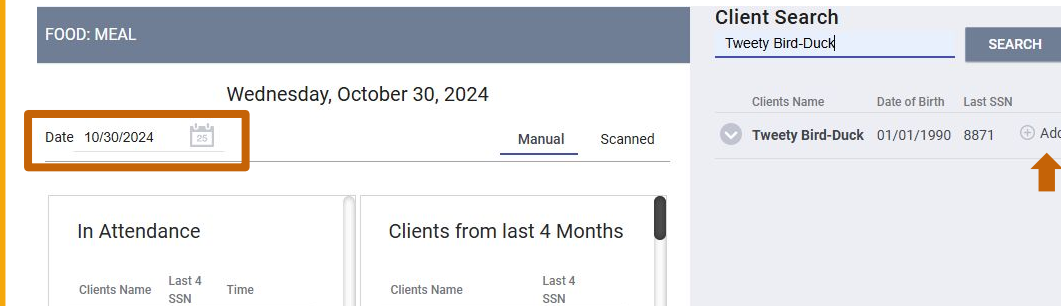 FOOD: MEAL
Wednesday, October 30, 2024
Date 10/30/2024 25
Manual Scanned
In Attendance
Clients Name Last 4 SSN Time
Clients from last 4 Months
Clients Name Last 4 SSN
Client Search
Tweety Bird-Duck
SEARCH
Clients Name Date of Birth Last SSN
Tweety Bird-Duck 01/01/1990 8871 Add